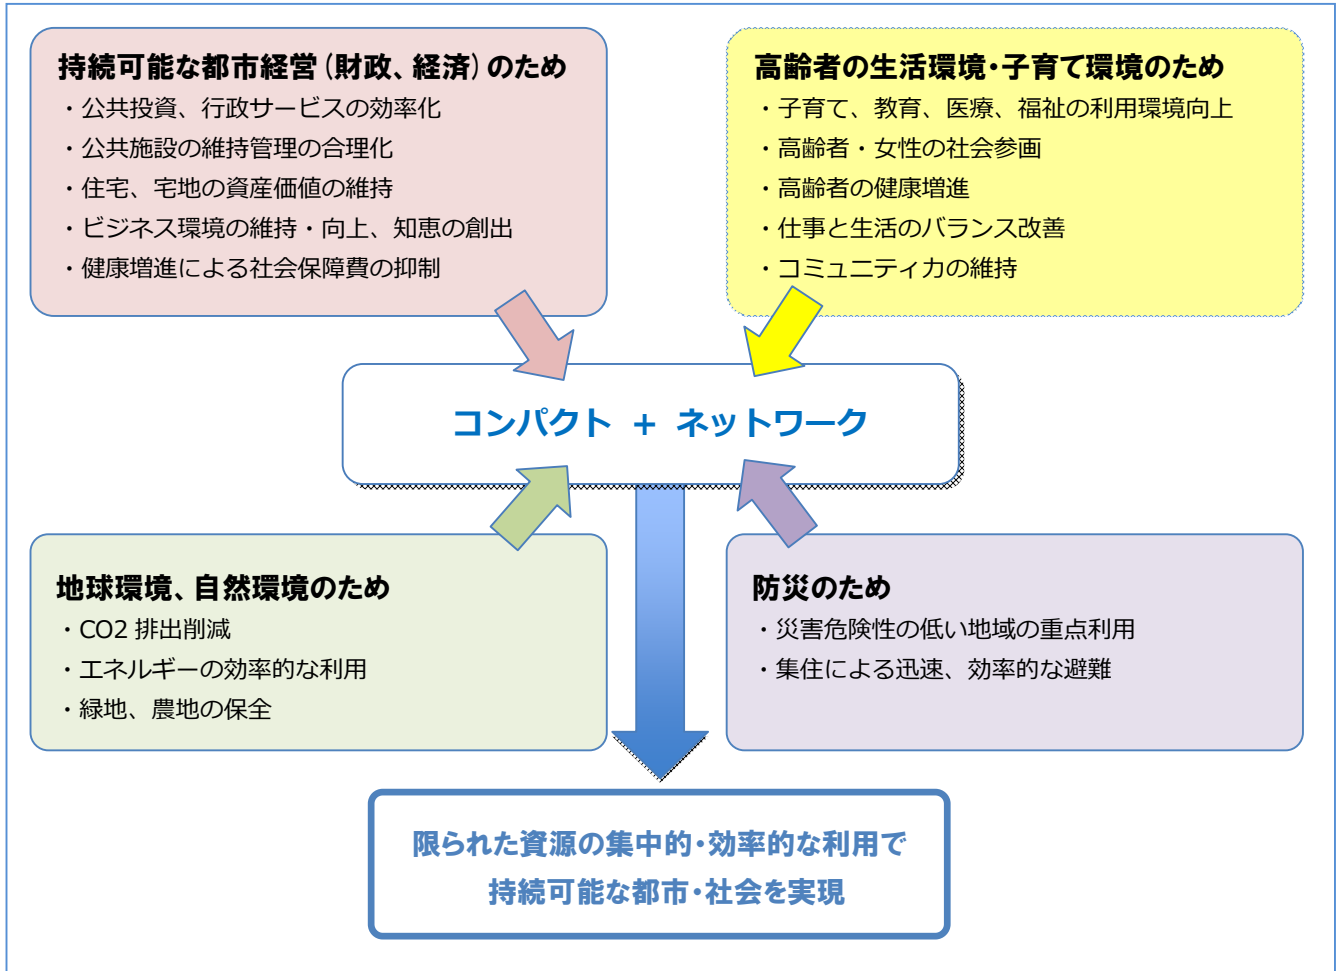 持続可能な都市経営(財政、経済)のため
・公共投資、行政サービスの効率化
・公共施設の維持管理の合理化
・住宅、宅地の資産価値の維持
・ビジネス環境の維持・向上、知恵の創出
・健康増進による社会保障費の抑制
高齢者の生活環境・子育て環境のため
・子育て、教育、医療、福祉の利用環境向上
・高齢者・女性の社会参画
・高齢者の健康増進
・仕事と生活のバランス改善
・コミュニティ力の維持
コンパクト + ネットワーク
地球環境、自然環境のため
・CO2 排出削減
・エネルギーの効率的な利用
・緑地、農地の保全
防災のため
・災害危険性の低い地域の重点利用
・集住による迅速、効率的な避難
限られた資源の集中的・効率的な利用で
持続可能な都市・社会を実現